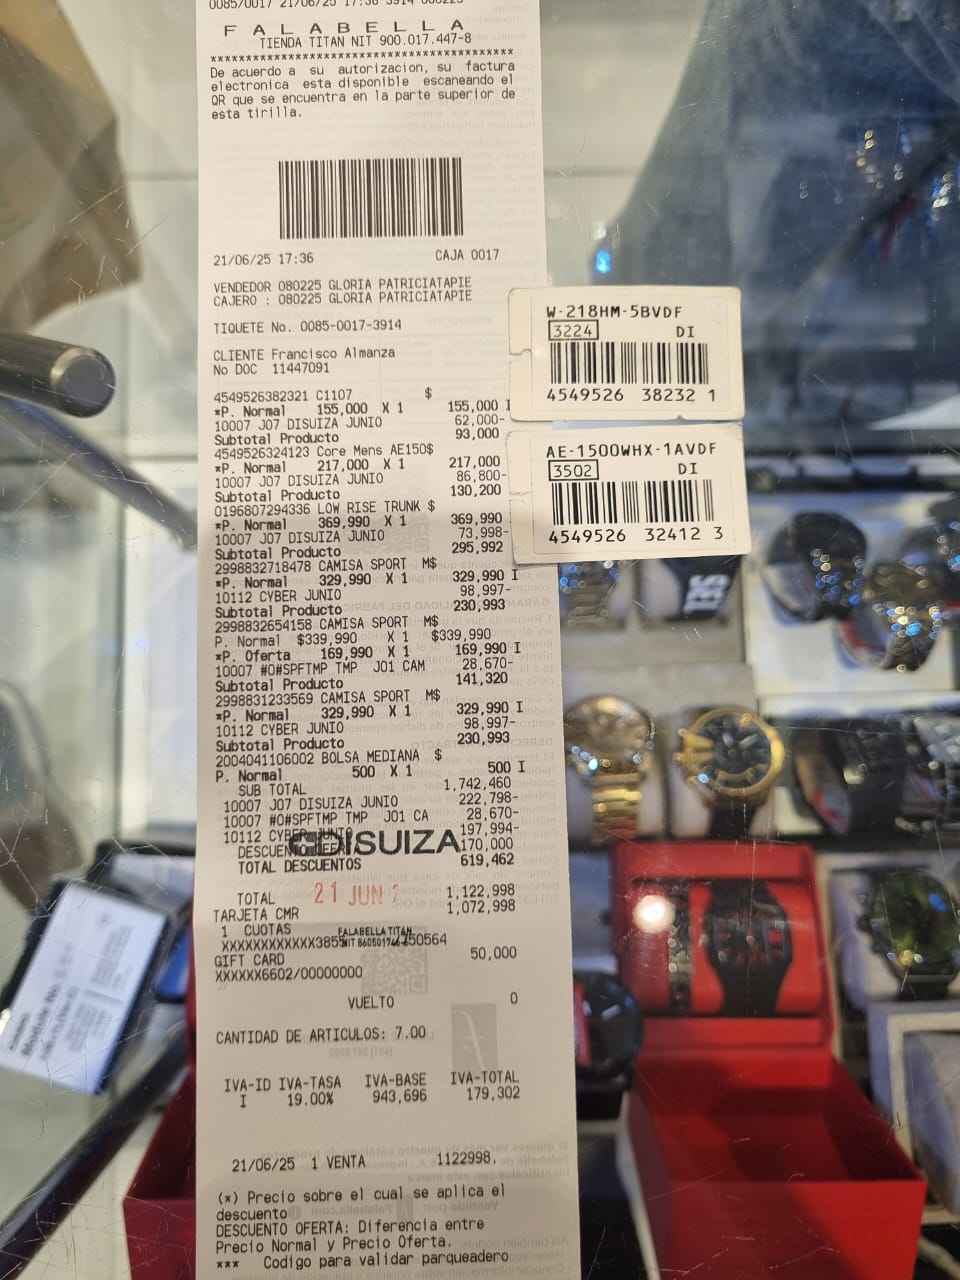 0085/0017 21/06/25 17:36 3914 080225
F A L A B E L L A
TIENDA TITAN NIT 900.017.447-8
**************************************************
De acuerdo a su autorizacion, su factura
electronica esta disponible escaneando el
QR que se encuentra en la parte superior de
esta tirilla.
21/06/25 17:36 CAJA 0017
VENDEDOR 080225 GLORIA PATRICIATAPIE
CAJERO : 080225 GLORIA PATRICIATAPIE
TIQUETE No. 0085-0017-3914
CLIENTE Francisco Almanza
No DOC 11447091
4549526382321 C1107 $
*P. Normal 155,000 X 1 155,000 I
10007 J07 DISUIZA JUNIO 62,000-
Subtotal Producto 93,000
4549526324123 Core Mens AE150$
*P. Normal 217,000 X 1 217,000
10007 J07 DISUIZA JUNIO 86,800-
Subtotal Producto 130,200
0196807294336 LOW RISE TRUNK $
*P. Normal 369,990 X 1 369,990
10007 J07 DISUIZA JUNIO 73,998-
Subtotal Producto 295,992
2998832718478 CAMISA SPORT M$
*P. Normal 329,990 X 1 329,990 I
10112 CYBER JUNIO 98,997-
Subtotal Producto 230,993
2998832654158 CAMISA SPORT M$
P. Normal $339,990 X 1 $339,990
*P. Oferta 169,990 X 1 169,990 I
10007 #O#SPFTMP TMP J01 CAM 28,670-
Subtotal Producto 141,320
2998831233569 CAMISA SPORT M$
*P. Normal 329,990 X 1 329,990 I
10112 CYBER JUNIO 98,997-
Subtotal Producto 230,993
2004041106002 BOLSA MEDIANA $
P. Normal 500 X 1 500 I
SUB TOTAL 1,742,460
10007 J07 DISUIZA JUNIO 222,798-
10007 #O#SPFTMP TMP J01 CA 28,670-
10112 CYBER JUNIO 197,994-
DESCUENTO OFERTA 170,000
DISUIZA
TOTAL DESCUENTOS 619,462
21 JUN
TOTAL 1,122,998
TARJETA CMR 1,072,998
1 CUOTAS
FALABELLA TITAN
XXXXXXXXXXXX3855
GIFT CARD 50,000
XXXXXX6602/00000000
VUELTO 0
CANTIDAD DE ARTICULOS: 7.00
IVA-ID IVA-TASA IVA-BASE IVA-TOTAL
I 19.00% 943,696 179,302
21/06/25 1 VENTA 1122998.
(*) Precio sobre el cual se aplica el
descuento
DESCUENTO OFERTA: Diferencia entre
Precio Normal y Precio Oferta.
*** Codigo para validar parqueadero
W-218HM-5BVDF
3224 DI
4549526 38232 1
AE-1500WHX-1AVDF
3502 DI
4549526 32412 3